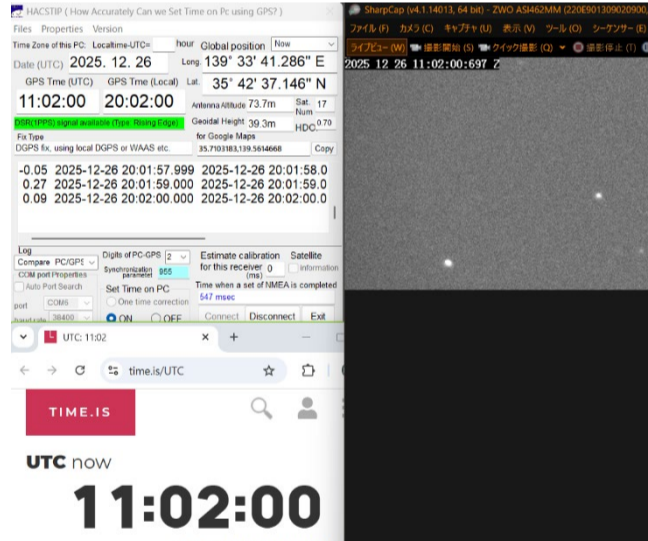 HACSTIP ( How Accurately Can we Set Time on Pc using GPS? )
Files Properties Version
Time Zone of this PC: Localtime-UTC= hour
Global position Now
Date (UTC) 2025. 12. 26
Long. 139° 33' 41.286" E
GPS Tme (UTC) GPS Tme (Local)
Lat. 35° 42' 37.146" N
11:02:00 20:02:00
Antenna Altitude 73.7m Sat. Num 17
DSR(1PPS) signal available (Type: Rising Edge)
Geoidal Height 39.3m HDOP 0.70
Fix Type
for Google Maps
DGPS fix, using local DGPS or WAAS etc.
35.7103183,139.5614668 Copy
-0.05 2025-12-26 20:01:57.999 2025-12-26 20:01:58.0
0.27 2025-12-26 20:01:59.000 2025-12-26 20:01:59.0
0.09 2025-12-26 20:02:00.000 2025-12-26 20:02:00.0
Log
Compare PC/GPS
Digits of PC-GPS 2
Estimate calibration for this receiver 0 (ms)
Satellite information
COM port Properties
Synchronization parameter 955
Auto Port Search
Set Time on PC
Time when a set of NMEA is completed
port COM6
One time correction
547 msec
baud rate 38400
ON OFF
Connect Disconnect Exit
UTC: 11:02
time.is/UTC
TIME.IS
UTC now
11:02:00
SharpCap (v4.1.14013, 64 bit) - ZWO ASI462MM (220E901309020900,
ファイル (F) カメラ (C) キャプチャ (U) 表示 (V) ツール (O) シーケンサー (E)
ライブビュー (W) 撮影開始 (S) クイック撮影 (Q) 撮影停止 (T)
2025 12 26 11:02:00:697 Z